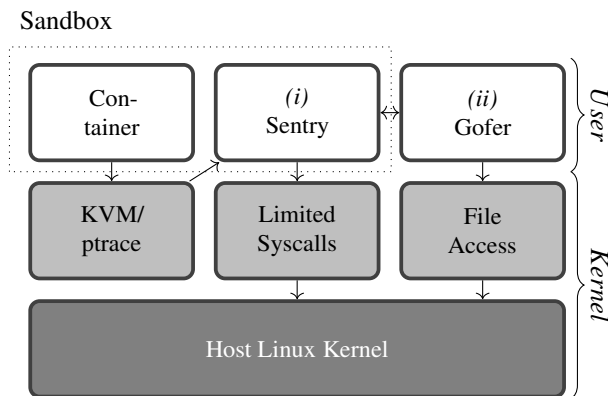 Sandbox
Con-
tainer
(i)
Sentry
(ii)
Gofer
User
KVM/
ptrace
Limited
Syscalls
File
Access
Kernel
Host Linux Kernel